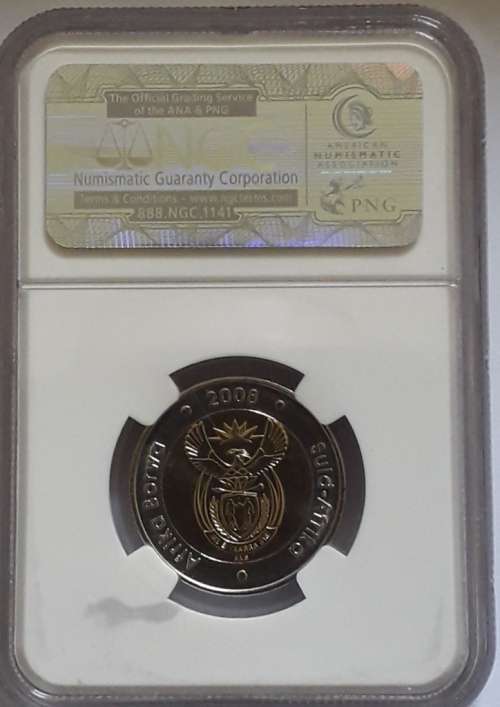 The Official Grading Service
of the ANA & PNG
NGC
Numismatic Guaranty Corporation
Terms & Conditions - www.ngcterms.com
888.NGC.1141
AMERICAN
NUMISMATIC
ASSOCIATION
PNG
2008
Afrika Borwa
Suid-Afrika